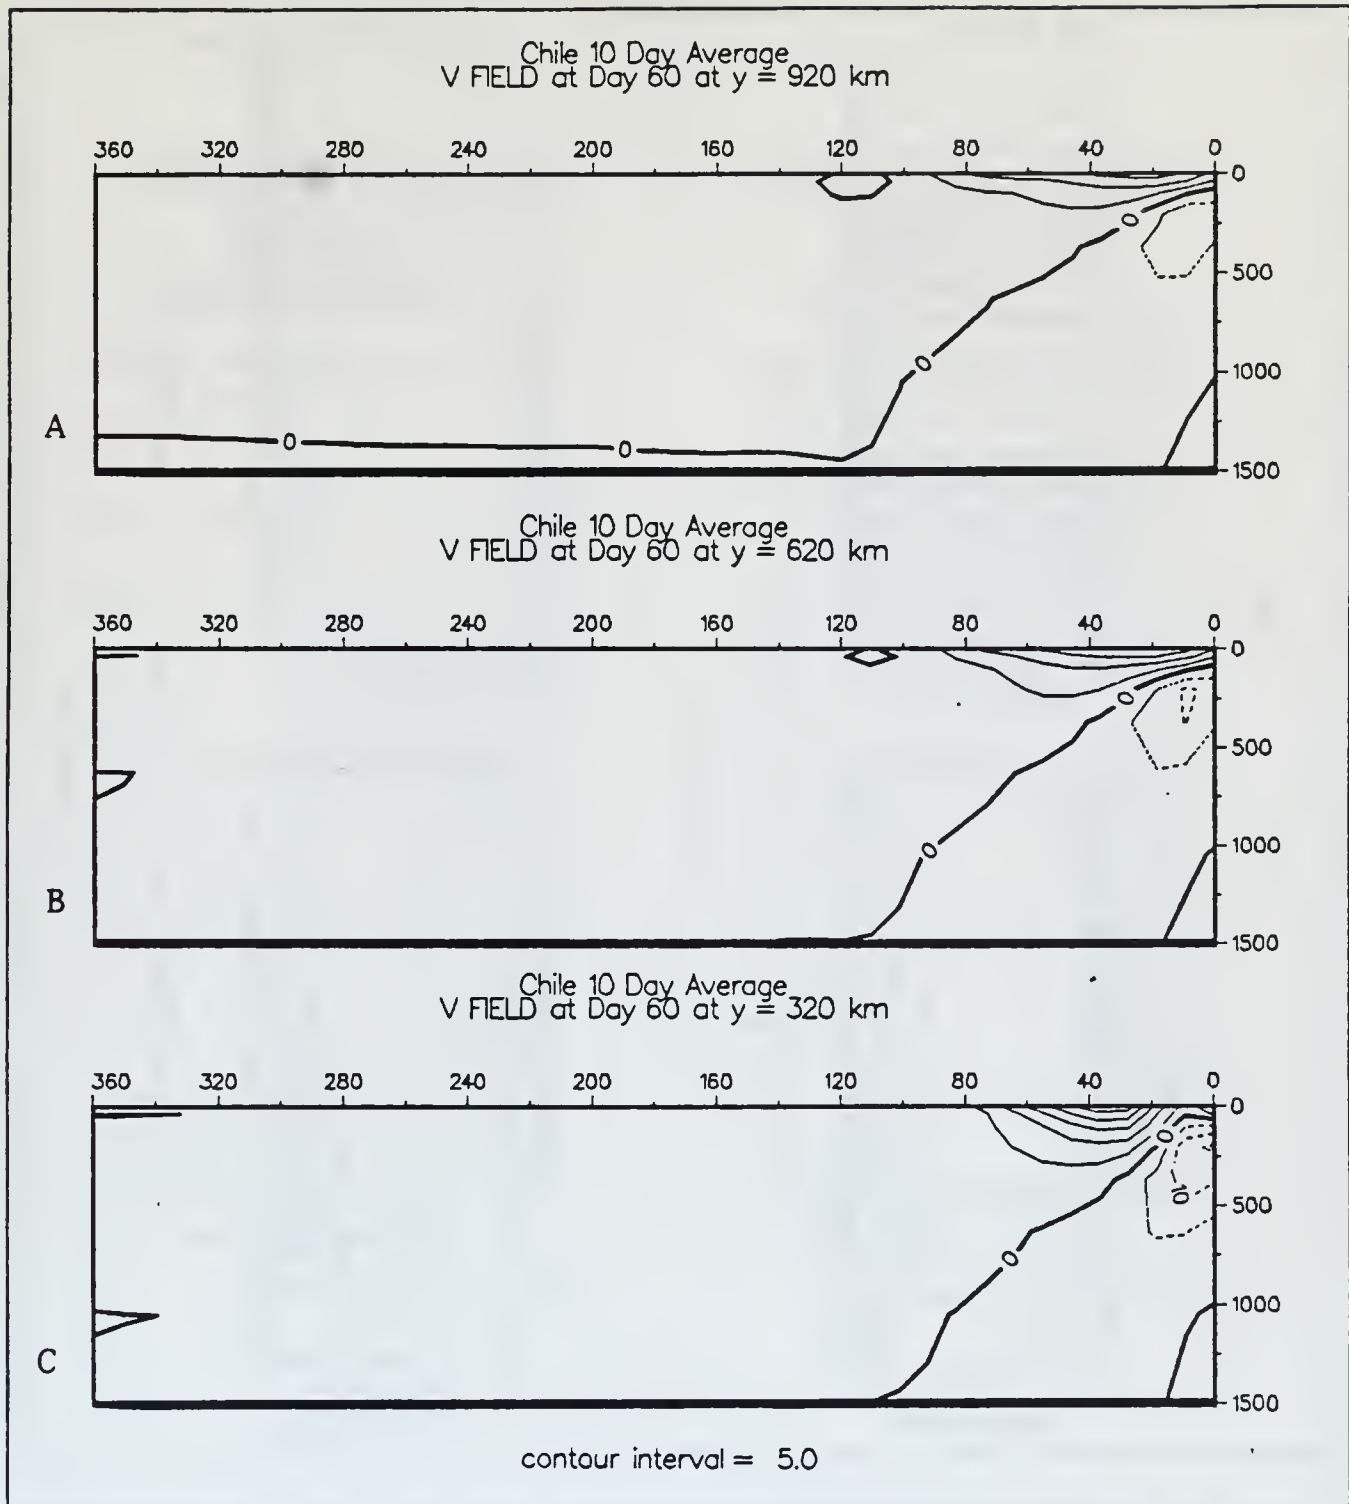 Chile 10 Day Average
V FIELD at Day 60 at y = 920 km
360 320 280 240 200 160 120 80 40 0
0
0
500
0
1000
A
0 0
1500
Chile 10 Day Average
V FIELD at Day 60 at y = 620 km
360 320 280 240 200 160 120 80 40 0
0
0
500
0
1000
B
1500
Chile 10 Day Average
V FIELD at Day 60 at y = 320 km
360 320 280 240 200 160 120 80 40 0
0
0
-10
500
0
1000
C
1500
contour interval = 5.0